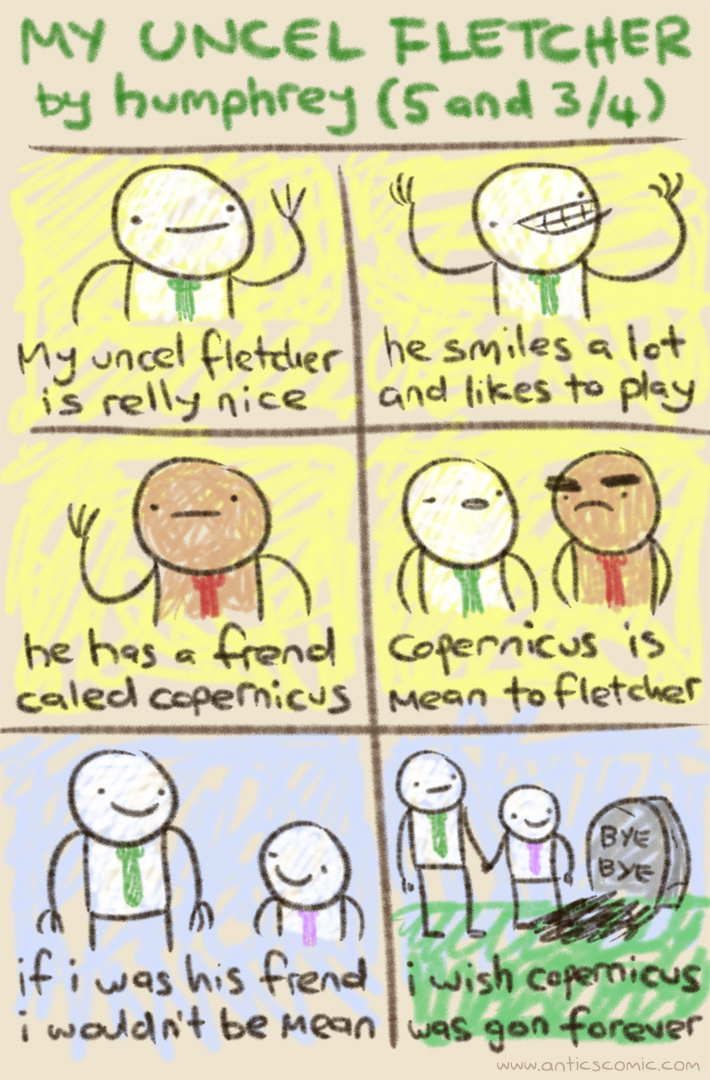 MY UNCEL FLETCHER
by humphrey (5 and 3/4)
My uncel fletcher
is relly nice
he smiles a lot
and likes to play
he has a frend
caled copernicus
copernicus is
mean to fletcher
if i was his frend
i wouldn't be mean
BYE
BYE
i wish copernicus
was gon forever
www.anticscomic.com